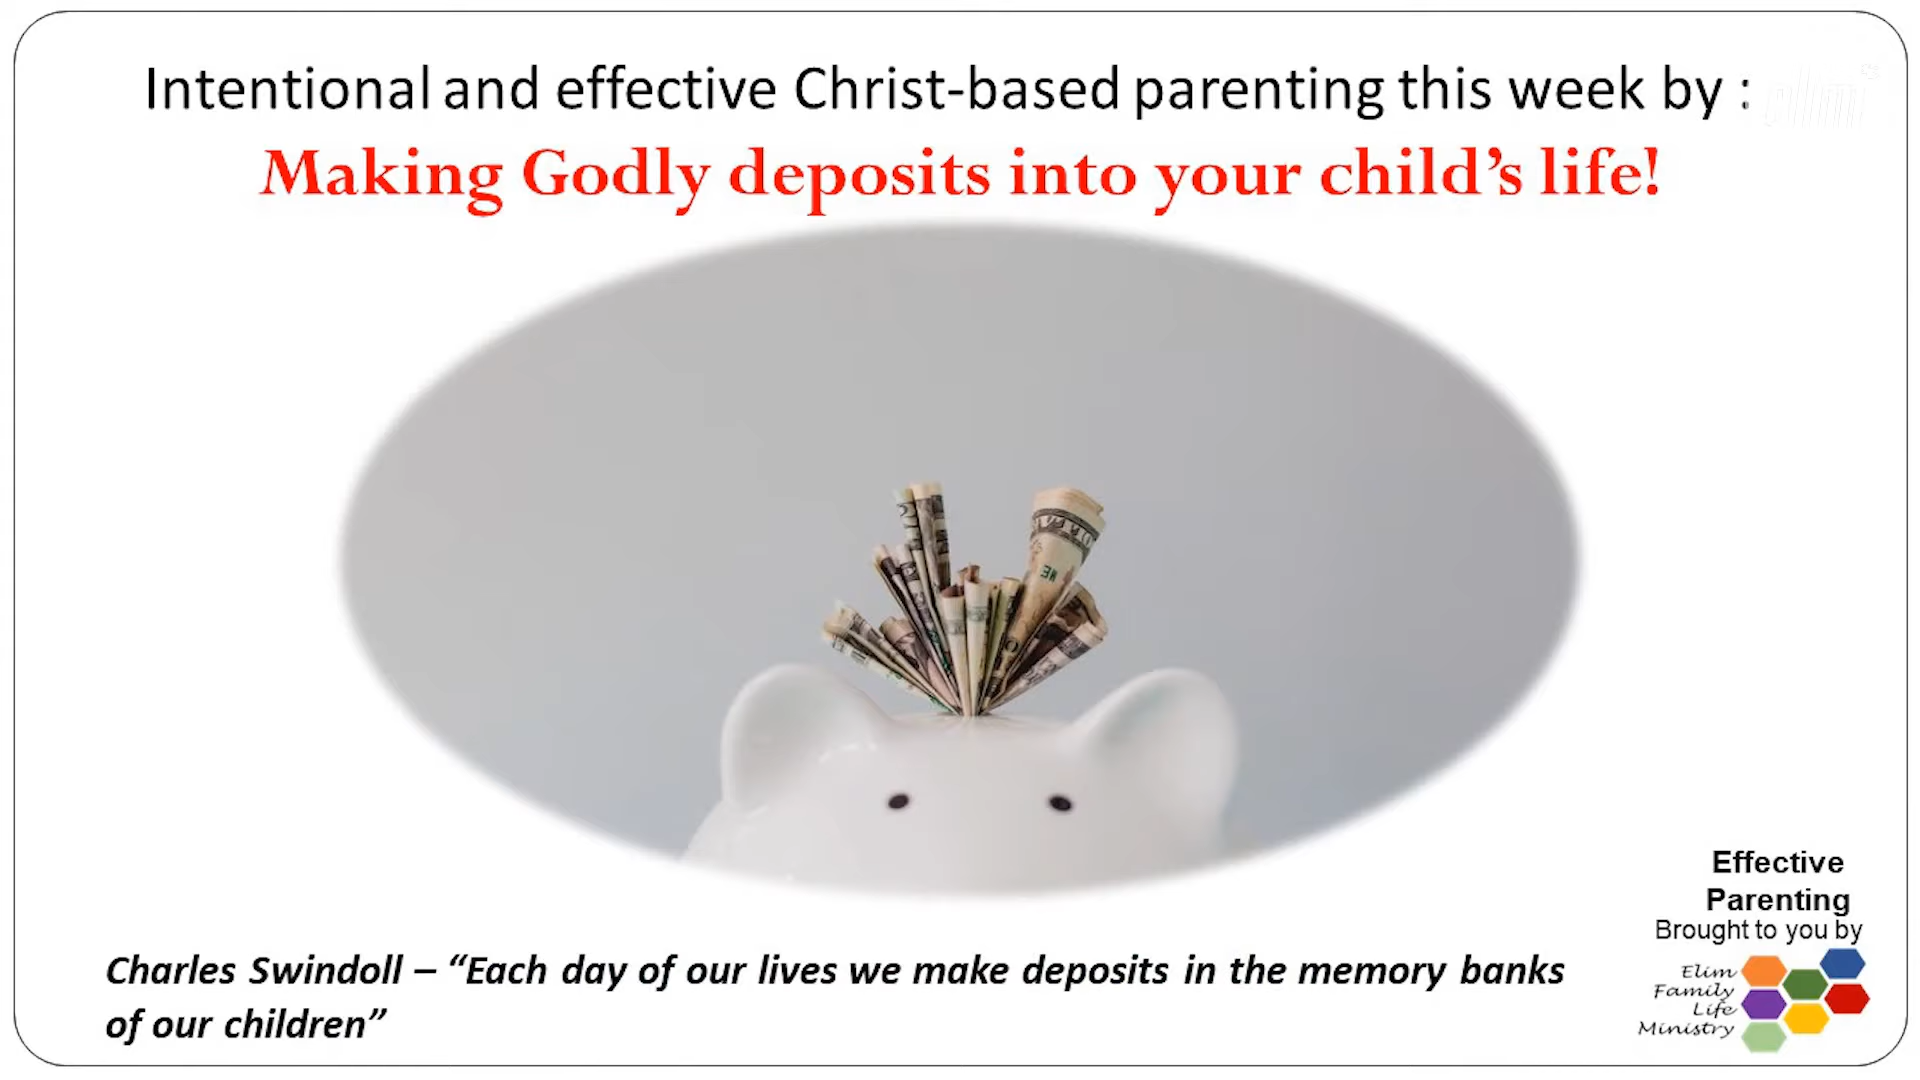 Intentional and effective Christ-based parenting this week by :
elim
Making Godly deposits into your child's life!
Effective
Parenting
Brought to you by
Elim
Family
Life
Ministry
Charles Swindoll – “Each day of our lives we make deposits in the memory banks
of our children”